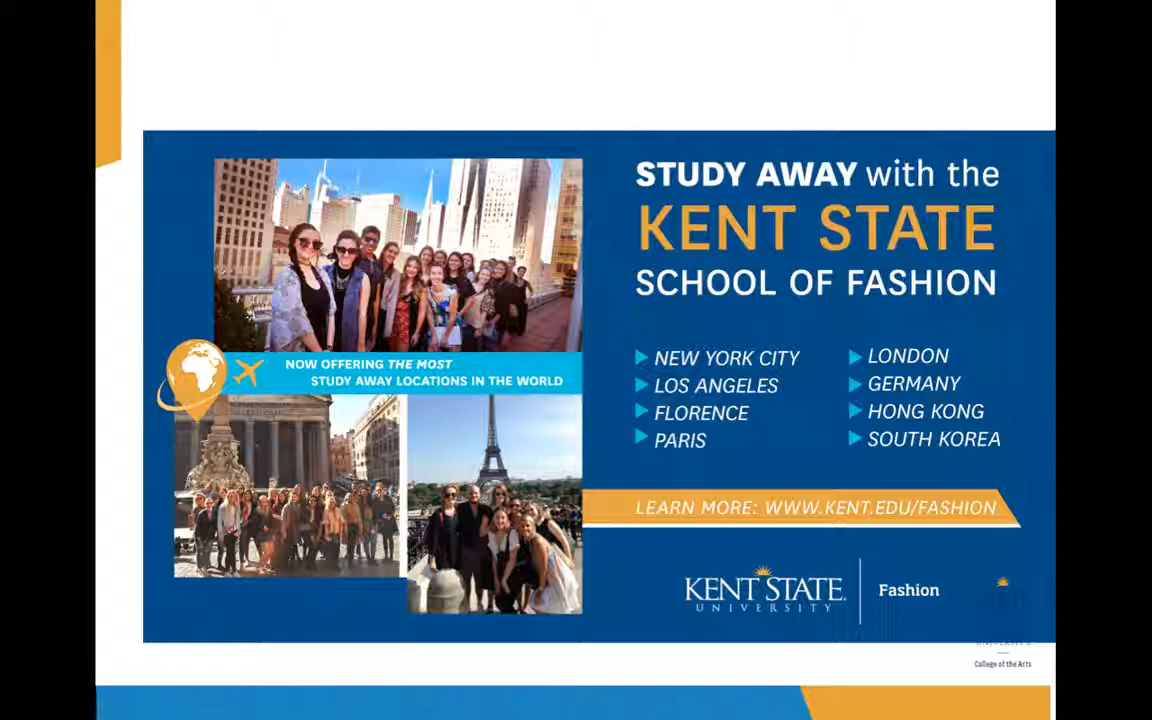 STUDY AWAY with the
KENT STATE
SCHOOL OF FASHION
NOW OFFERING THE MOST
STUDY AWAY LOCATIONS IN THE WORLD
NEW YORK CITY
LOS ANGELES
FLORENCE
PARIS
LONDON
GERMANY
HONG KONG
SOUTH KOREA
LEARN MORE: WWW.KENT.EDU/FASHION
KENT STATE
UNIVERSITY
Fashion
College of the Arts